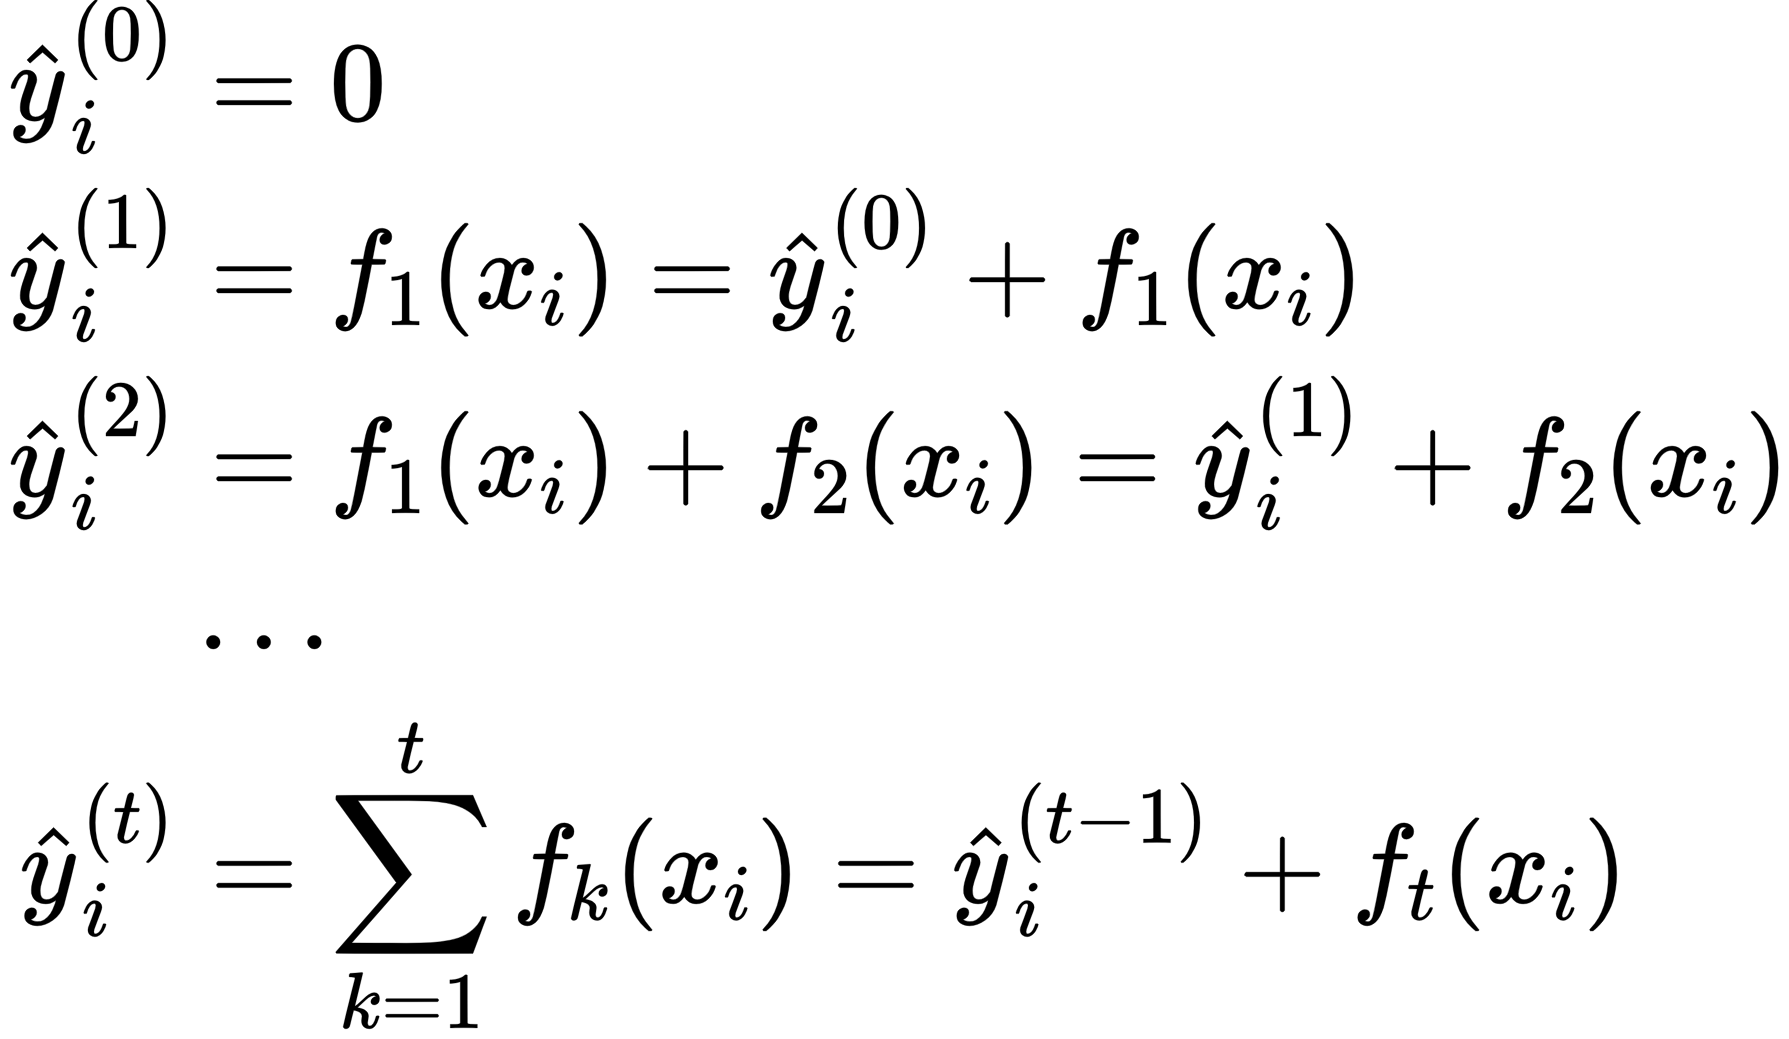 ŷ_i^(0) = 0
ŷ_i^(1) = f_1(x_i) = ŷ_i^(0) + f_1(x_i)
ŷ_i^(2) = f_1(x_i) + f_2(x_i) = ŷ_i^(1) + f_2(x_i)
...
ŷ_i^(t) = ∑_{k=1}^t f_k(x_i) = ŷ_i^(t−1) + f_t(x_i)